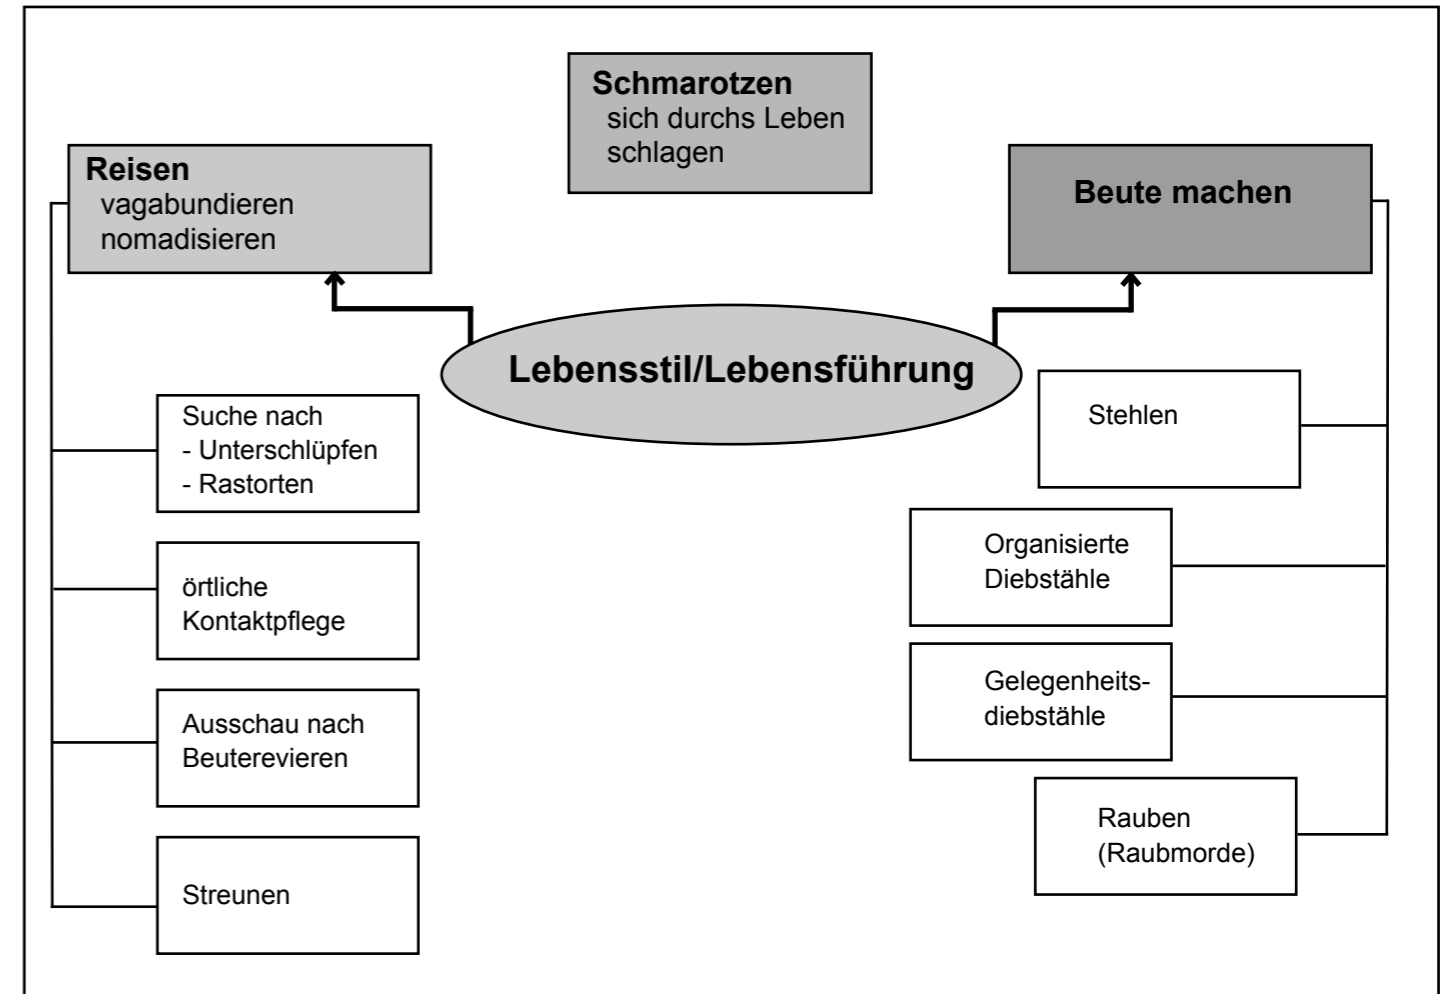 Schmarotzen
sich durchs Leben
schlagen
Reisen
vagabundieren
nomadisieren
Beute machen
Lebensstil/Lebensführung
Suche nach
- Unterschlüpfen
- Rastorten
örtliche
Kontaktpflege
Ausschau nach
Beuterevieren
Streunen
Stehlen
Organisierte
Diebstähle
Gelegenheits-
diebstähle
Rauben
(Raubmorde)